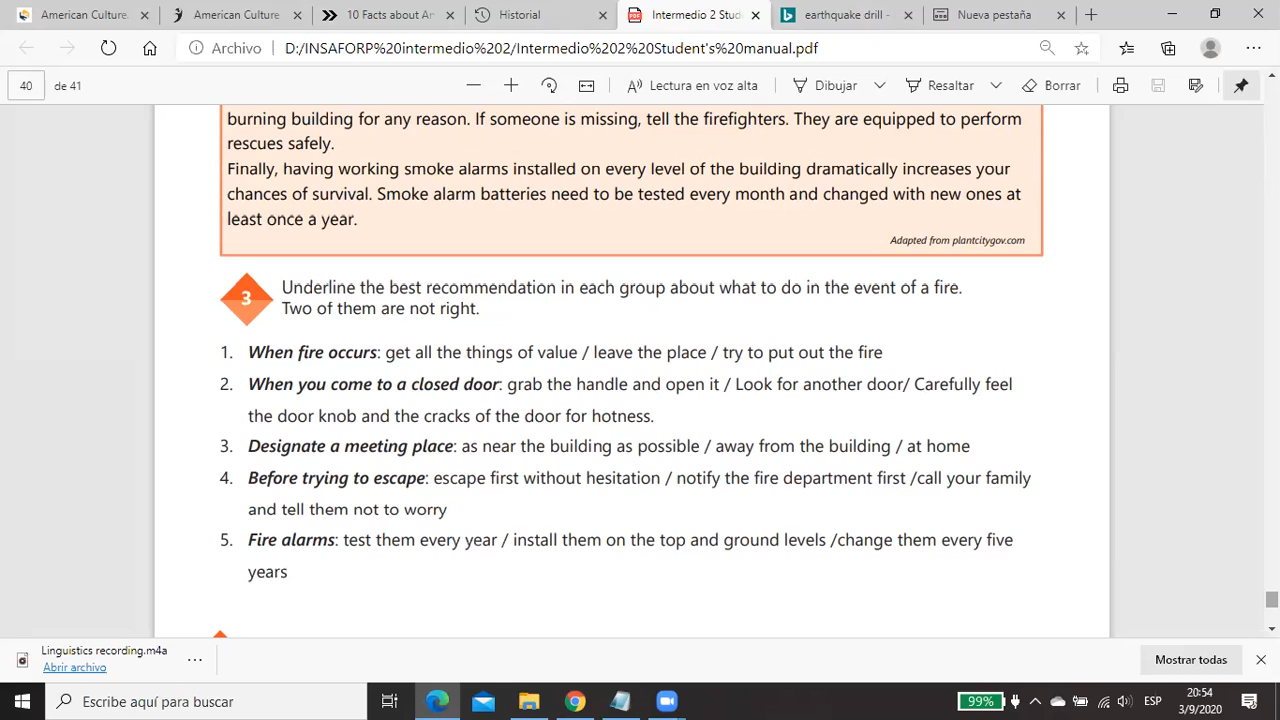 American Culture
American Culture
10 Facts about Am
Historial
Intermedio 2 Stud
earthquake drill -
Nueva pestaña
Archivo
D:/INSAFORP%20intermedio%202/Intermedio%202%20Student's%20manual.pdf
40 de 41
Lectura en voz alta
Dibujar
Resaltar
Borrar
burning building for any reason. If someone is missing, tell the firefighters. They are equipped to perform
rescues safely.
Finally, having working smoke alarms installed on every level of the building dramatically increases your
chances of survival. Smoke alarm batteries need to be tested every month and changed with new ones at
least once a year.
Adapted from plantcitygov.com
3
Underline the best recommendation in each group about what to do in the event of a fire.
Two of them are not right.
1. When fire occurs: get all the things of value / leave the place / try to put out the fire
2. When you come to a closed door: grab the handle and open it / Look for another door/ Carefully feel
the door knob and the cracks of the door for hotness.
3. Designate a meeting place: as near the building as possible / away from the building / at home
4. Before trying to escape: escape first without hesitation / notify the fire department first /call your family
and tell them not to worry
5. Fire alarms: test them every year / install them on the top and ground levels /change them every five
years
Linguistics recording.m4a
Abrir archivo
Mostrar todas
Escribe aquí para buscar
99%
ESP
20:54
3/9/2020